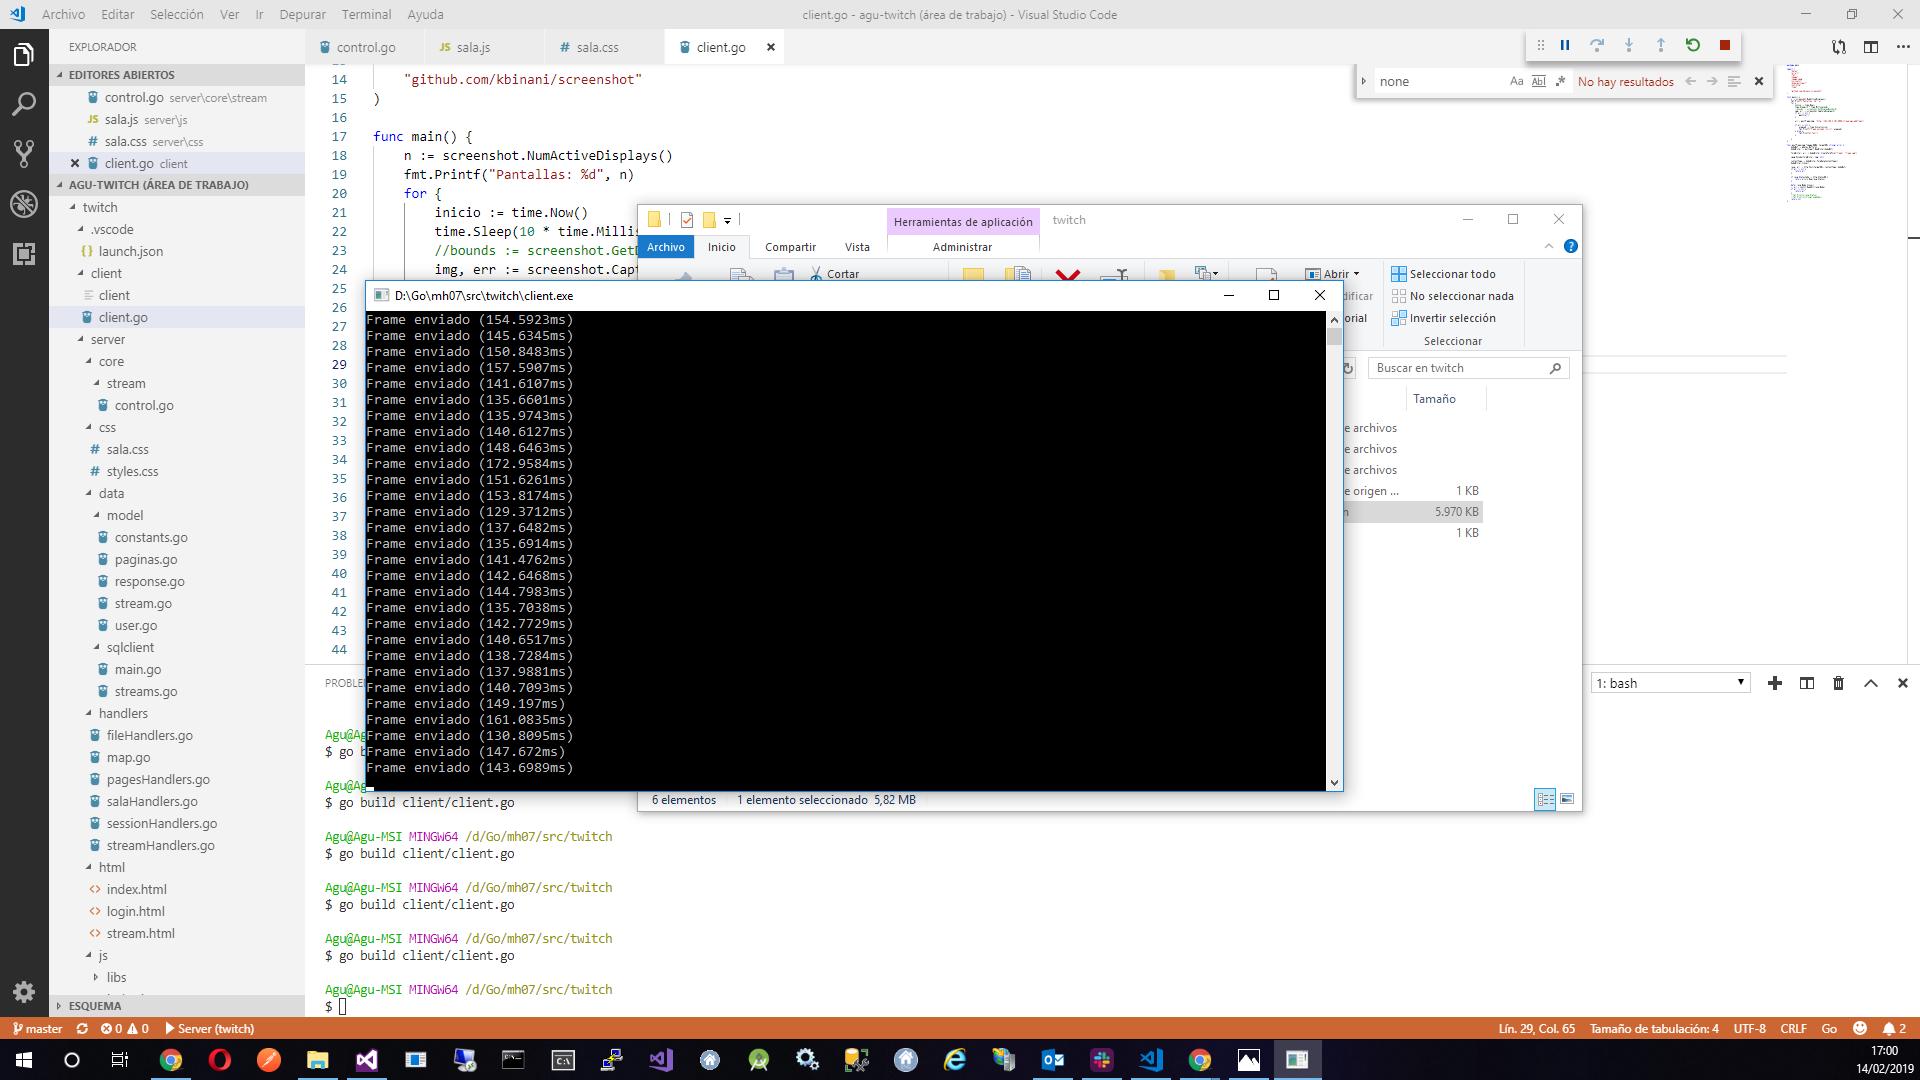 Archivo Editar Selección Ver Ir Depurar Terminal Ayuda
client.go - agu-twitch (área de trabajo) - Visual Studio Code
EXPLORADOR
EDITORES ABIERTOS
control.go server\core\stream
sala.js server\js
sala.css server\css
client.go client
AGU-TWITCH (ÁREA DE TRABAJO)
twitch
.vscode
launch.json
client
client
client.go
server
core
stream
control.go
css
sala.css
styles.css
data
model
constants.go
paginas.go
response.go
stream.go
user.go
sqlclient
main.go
streams.go
handlers
fileHandlers.go
map.go
pagesHandlers.go
salaHandlers.go
sessionHandlers.go
streamHandlers.go
html
index.html
login.html
stream.html
js
libs
ESQUEMA
control.go
sala.js
sala.css
client.go
none
Aa Abl .* No hay resultados
14 "github.com/kbinani/screenshot"
15 )
16
17 func main() {
18 n := screenshot.NumActiveDisplays()
19 fmt.Printf("Pantallas: %d", n)
20 for {
21 inicio := time.Now()
22 time.Sleep(10 * time.Millis
23 //bounds := screenshot.GetD
24 img, err := screenshot.Capt
25
26
27
28
29
30
31
32
33
34
35
36
37
38
39
40
41
42
43
44
Herramientas de aplicación
twitch
Archivo Inicio Compartir Vista Administrar
Cortar
Abrir
Seleccionar todo
dificar
No seleccionar nada
orial
Invertir selección
Seleccionar
Buscar en twitch
Tamaño
e archivos
e archivos
e archivos
e origen ... 1 KB
n 5.970 KB
1 KB
6 elementos 1 elemento seleccionado 5,82 MB
D:\Go\mh07\src\twitch\client.exe
Frame enviado (154.5923ms)
Frame enviado (145.6345ms)
Frame enviado (150.8483ms)
Frame enviado (157.5907ms)
Frame enviado (141.6107ms)
Frame enviado (135.6601ms)
Frame enviado (135.9743ms)
Frame enviado (140.6127ms)
Frame enviado (148.6463ms)
Frame enviado (172.9584ms)
Frame enviado (151.6261ms)
Frame enviado (153.8174ms)
Frame enviado (129.3712ms)
Frame enviado (137.6482ms)
Frame enviado (135.6914ms)
Frame enviado (141.4762ms)
Frame enviado (142.6468ms)
Frame enviado (144.7983ms)
Frame enviado (135.7038ms)
Frame enviado (142.7729ms)
Frame enviado (140.6517ms)
Frame enviado (138.7284ms)
Frame enviado (137.9881ms)
Frame enviado (140.7093ms)
Frame enviado (149.197ms)
Frame enviado (161.0835ms)
Frame enviado (130.8095ms)
Frame enviado (147.672ms)
Frame enviado (143.6989ms)
PROBLE
1: bash
Agu@Ag
$ go b
Agu@Ag
$ go build client/client.go
Agu@Agu-MSI MINGW64 /d/Go/mh07/src/twitch
$ go build client/client.go
Agu@Agu-MSI MINGW64 /d/Go/mh07/src/twitch
$ go build client/client.go
Agu@Agu-MSI MINGW64 /d/Go/mh07/src/twitch
$ go build client/client.go
Agu@Agu-MSI MINGW64 /d/Go/mh07/src/twitch
$
master 0 0 Server (twitch)
Lín. 29, Col. 65 Tamaño de tabulación: 4 UTF-8 CRLF Go 2
17:00
14/02/2019